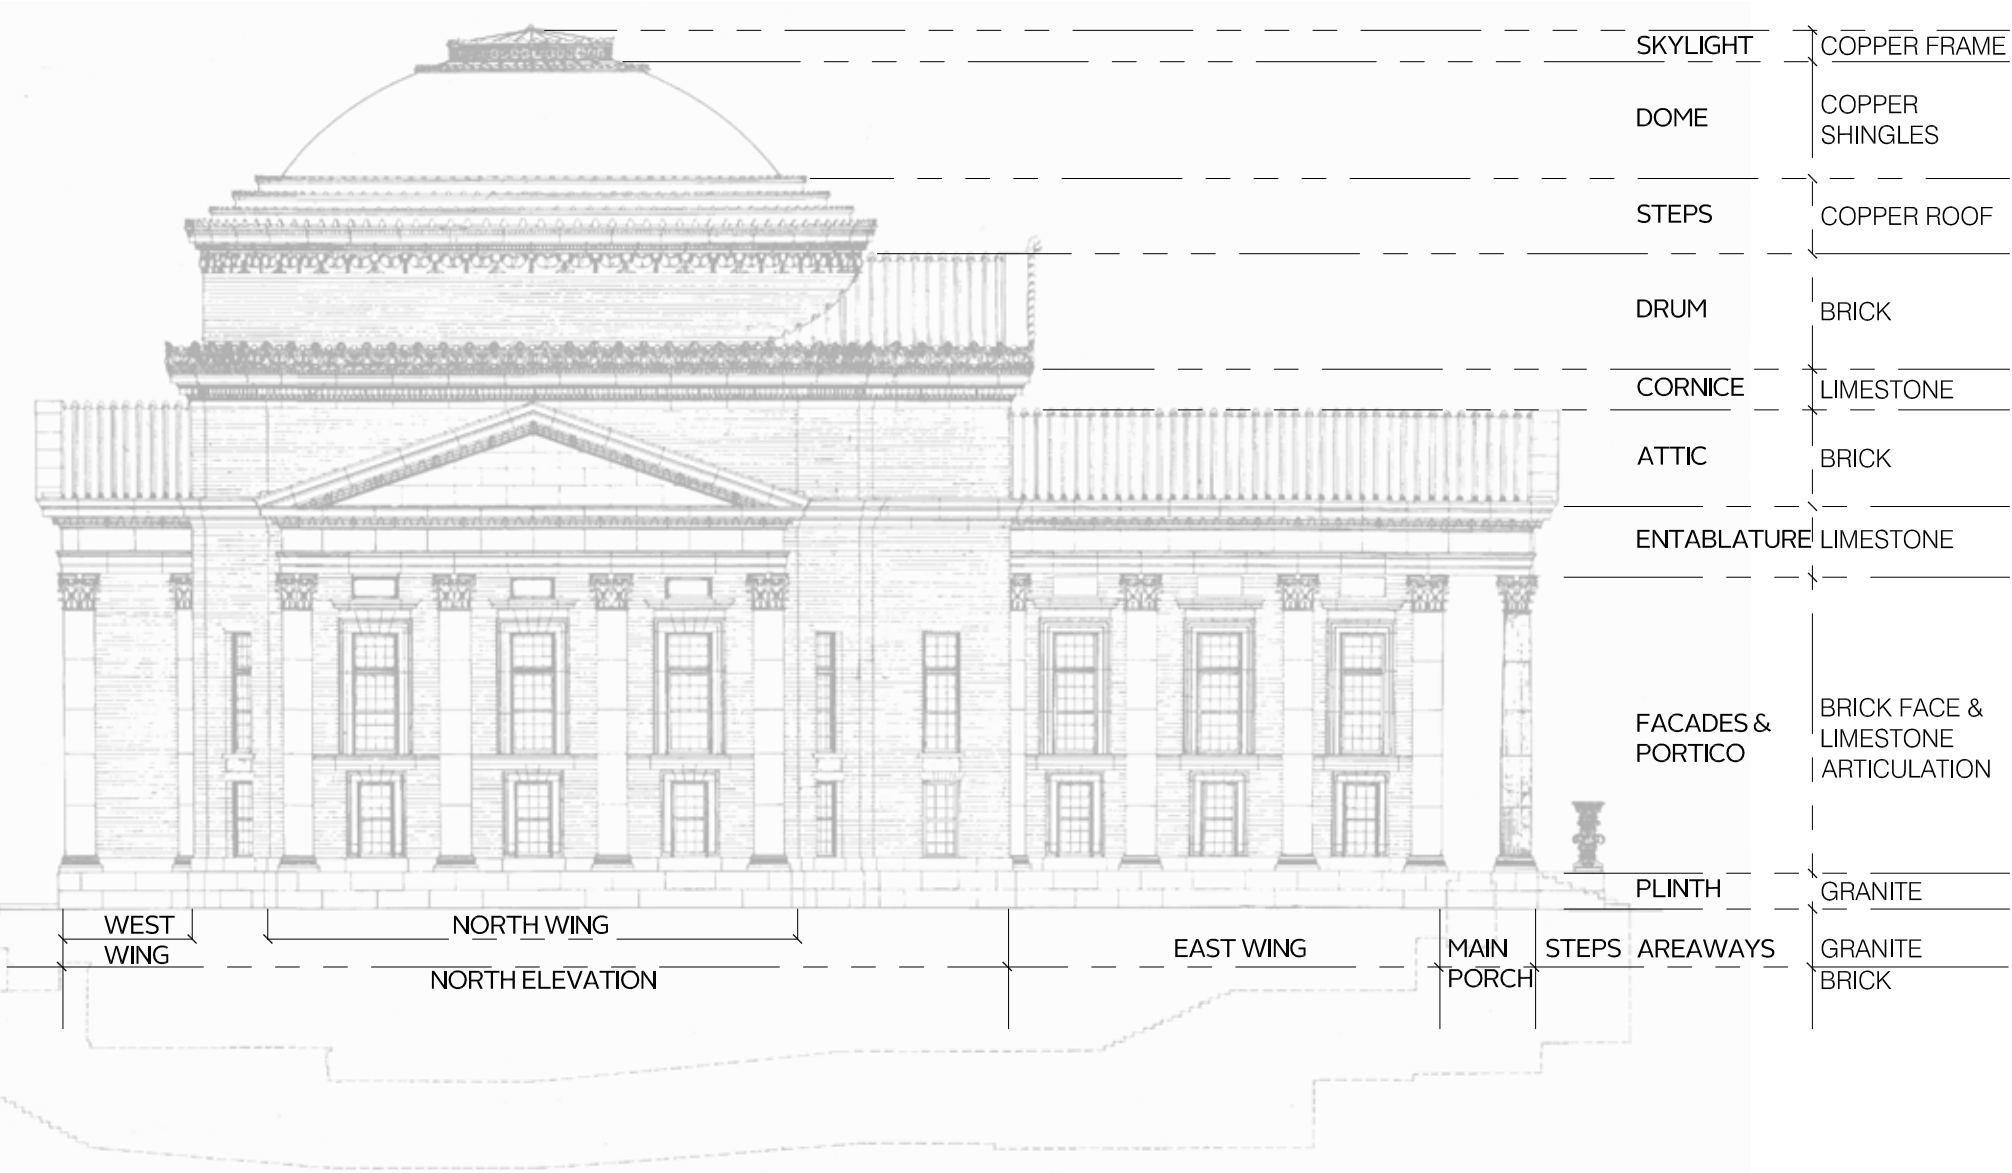 SKYLIGHT COPPER FRAME
DOME COPPER
SHINGLES
STEPS COPPER ROOF
DRUM BRICK
CORNICE LIMESTONE
ATTIC BRICK
ENTABLATURE LIMESTONE
FACADES &
PORTICO
BRICK FACE &
LIMESTONE
ARTICULATION
PLINTH GRANITE
WEST
WING
NORTH WING
NORTH ELEVATION
EAST WING
MAIN
PORCH
STEPS
AREAWAYS
GRANITE
BRICK